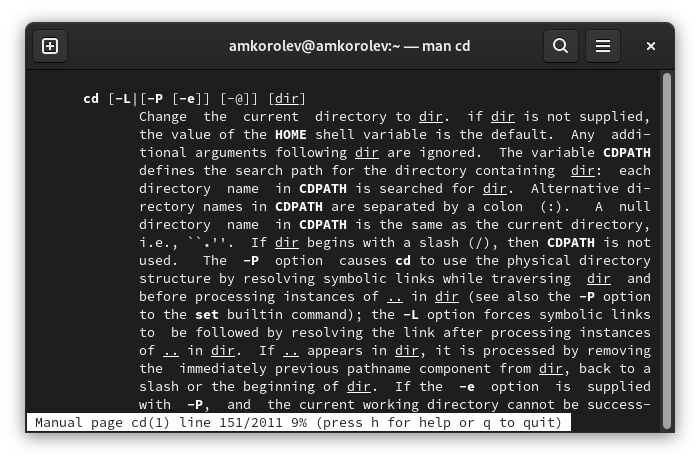 amkorolev@amkorolev:~ — man cd
cd [-L|[-P [-e]] [-@]] [dir]
Change the current directory to dir. if dir is not supplied,
the value of the HOME shell variable is the default. Any addi-
tional arguments following dir are ignored. The variable CDPATH
defines the search path for the directory containing dir: each
directory name in CDPATH is searched for dir. Alternative di-
rectory names in CDPATH are separated by a colon (:). A null
directory name in CDPATH is the same as the current directory,
i.e., ``.''. If dir begins with a slash (/), then CDPATH is not
used. The -P option causes cd to use the physical directory
structure by resolving symbolic links while traversing dir and
before processing instances of .. in dir (see also the -P option
to the set builtin command); the -L option forces symbolic links
to be followed by resolving the link after processing instances
of .. in dir. If .. appears in dir, it is processed by removing
the immediately previous pathname component from dir, back to a
slash or the beginning of dir. If the -e option is supplied
with -P, and the current working directory cannot be success-
Manual page cd(1) line 151/2011 9% (press h for help or q to quit)